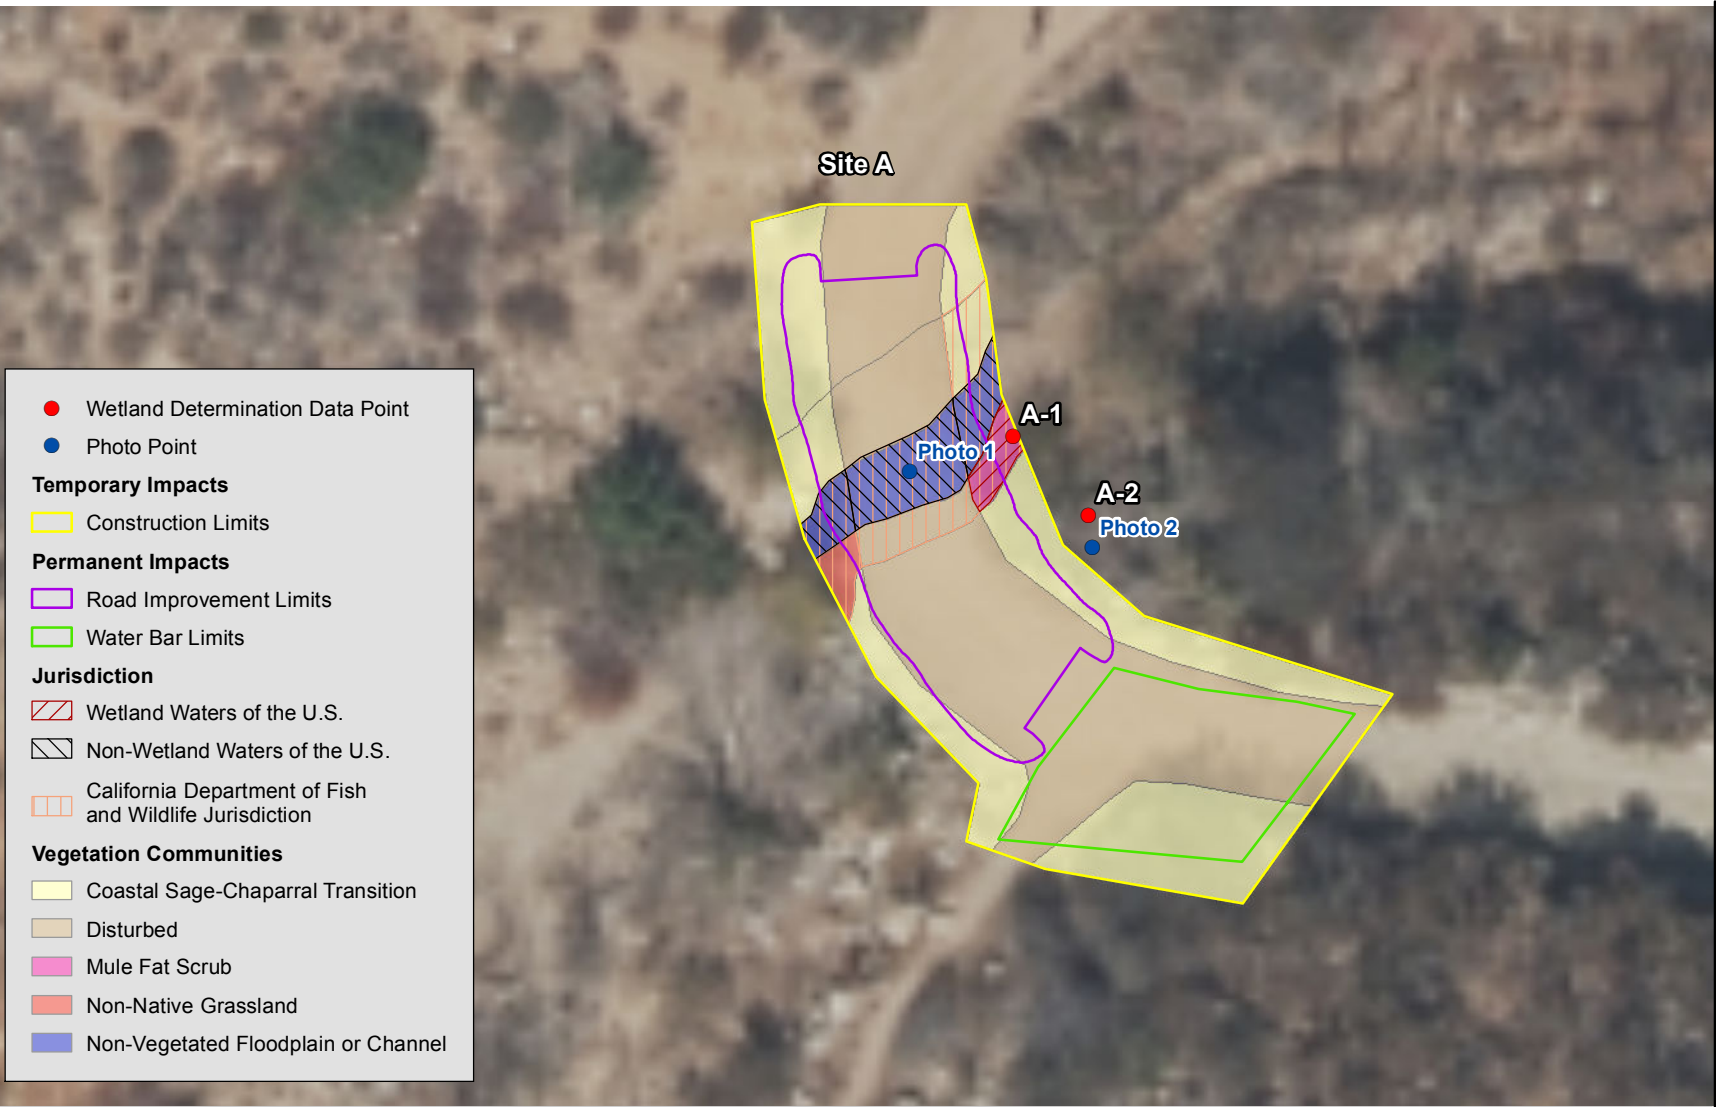 Site A
A-1
Photo 1
A-2
Photo 2
Wetland Determination Data Point
Photo Point
Temporary Impacts
Construction Limits
Permanent Impacts
Road Improvement Limits
Water Bar Limits
Jurisdiction
Wetland Waters of the U.S.
Non-Wetland Waters of the U.S.
California Department of Fish
and Wildlife Jurisdiction
Vegetation Communities
Coastal Sage-Chaparral Transition
Disturbed
Mule Fat Scrub
Non-Native Grassland
Non-Vegetated Floodplain or Channel